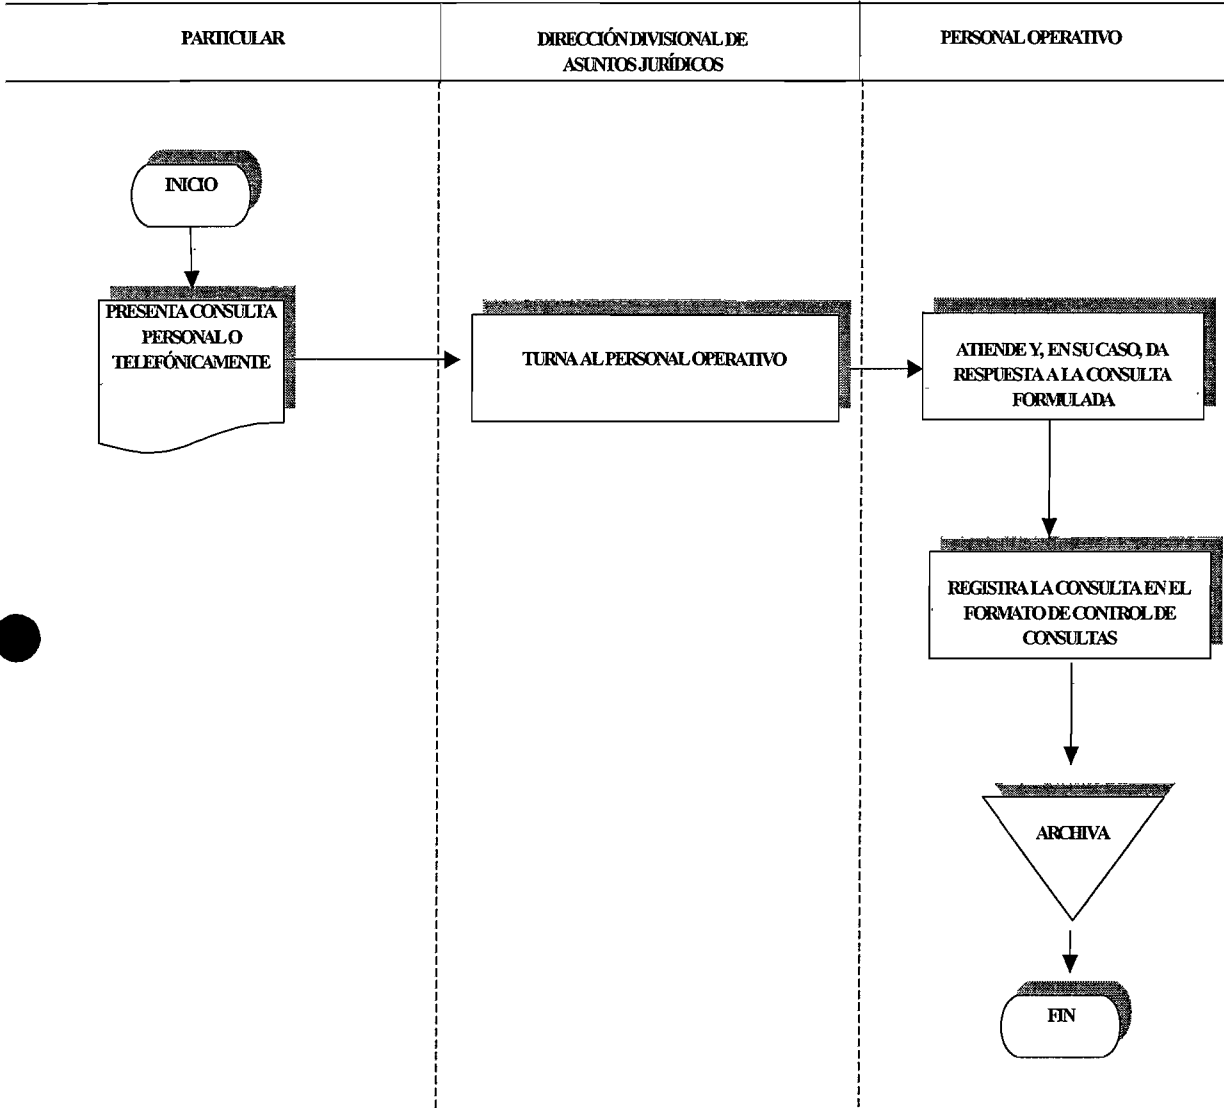 PARTICULAR
DIRECCIÓN DIVISIONAL DE
ASUNTOS JURÍDICOS
PERSONAL OPERATIVO
INICIO
PRESENTA CONSULTA
PERSONAL O
TELEFÓNICAMENTE
TURNA AL PERSONAL OPERATIVO
ATIENDE Y, EN SU CASO, DA
RESPUESTA A LA CONSULTA
FORMULADA
REGISTRA LA CONSULTA EN EL
FORMATO DE CONTROL DE
CONSULTAS
ARCHIVA
FIN